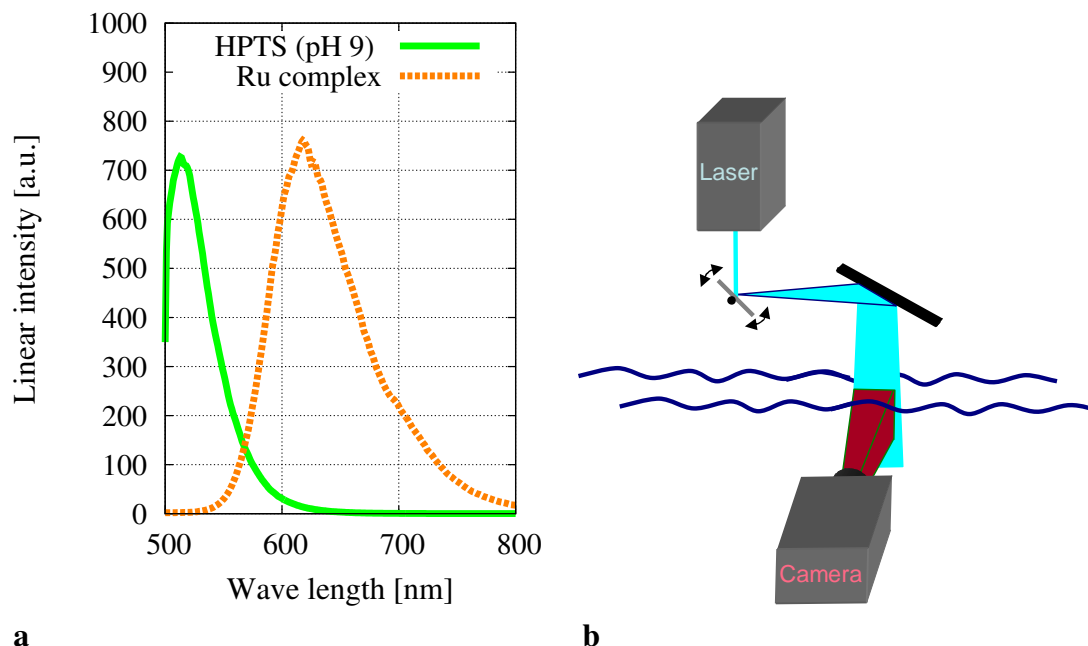 1000
900
800
700
600
500
400
300
200
100
0
500
600
700
800
Linear intensity [a.u.]
Wave length [nm]
HPTS (pH 9)
Ru complex
a
Laser
Camera
b